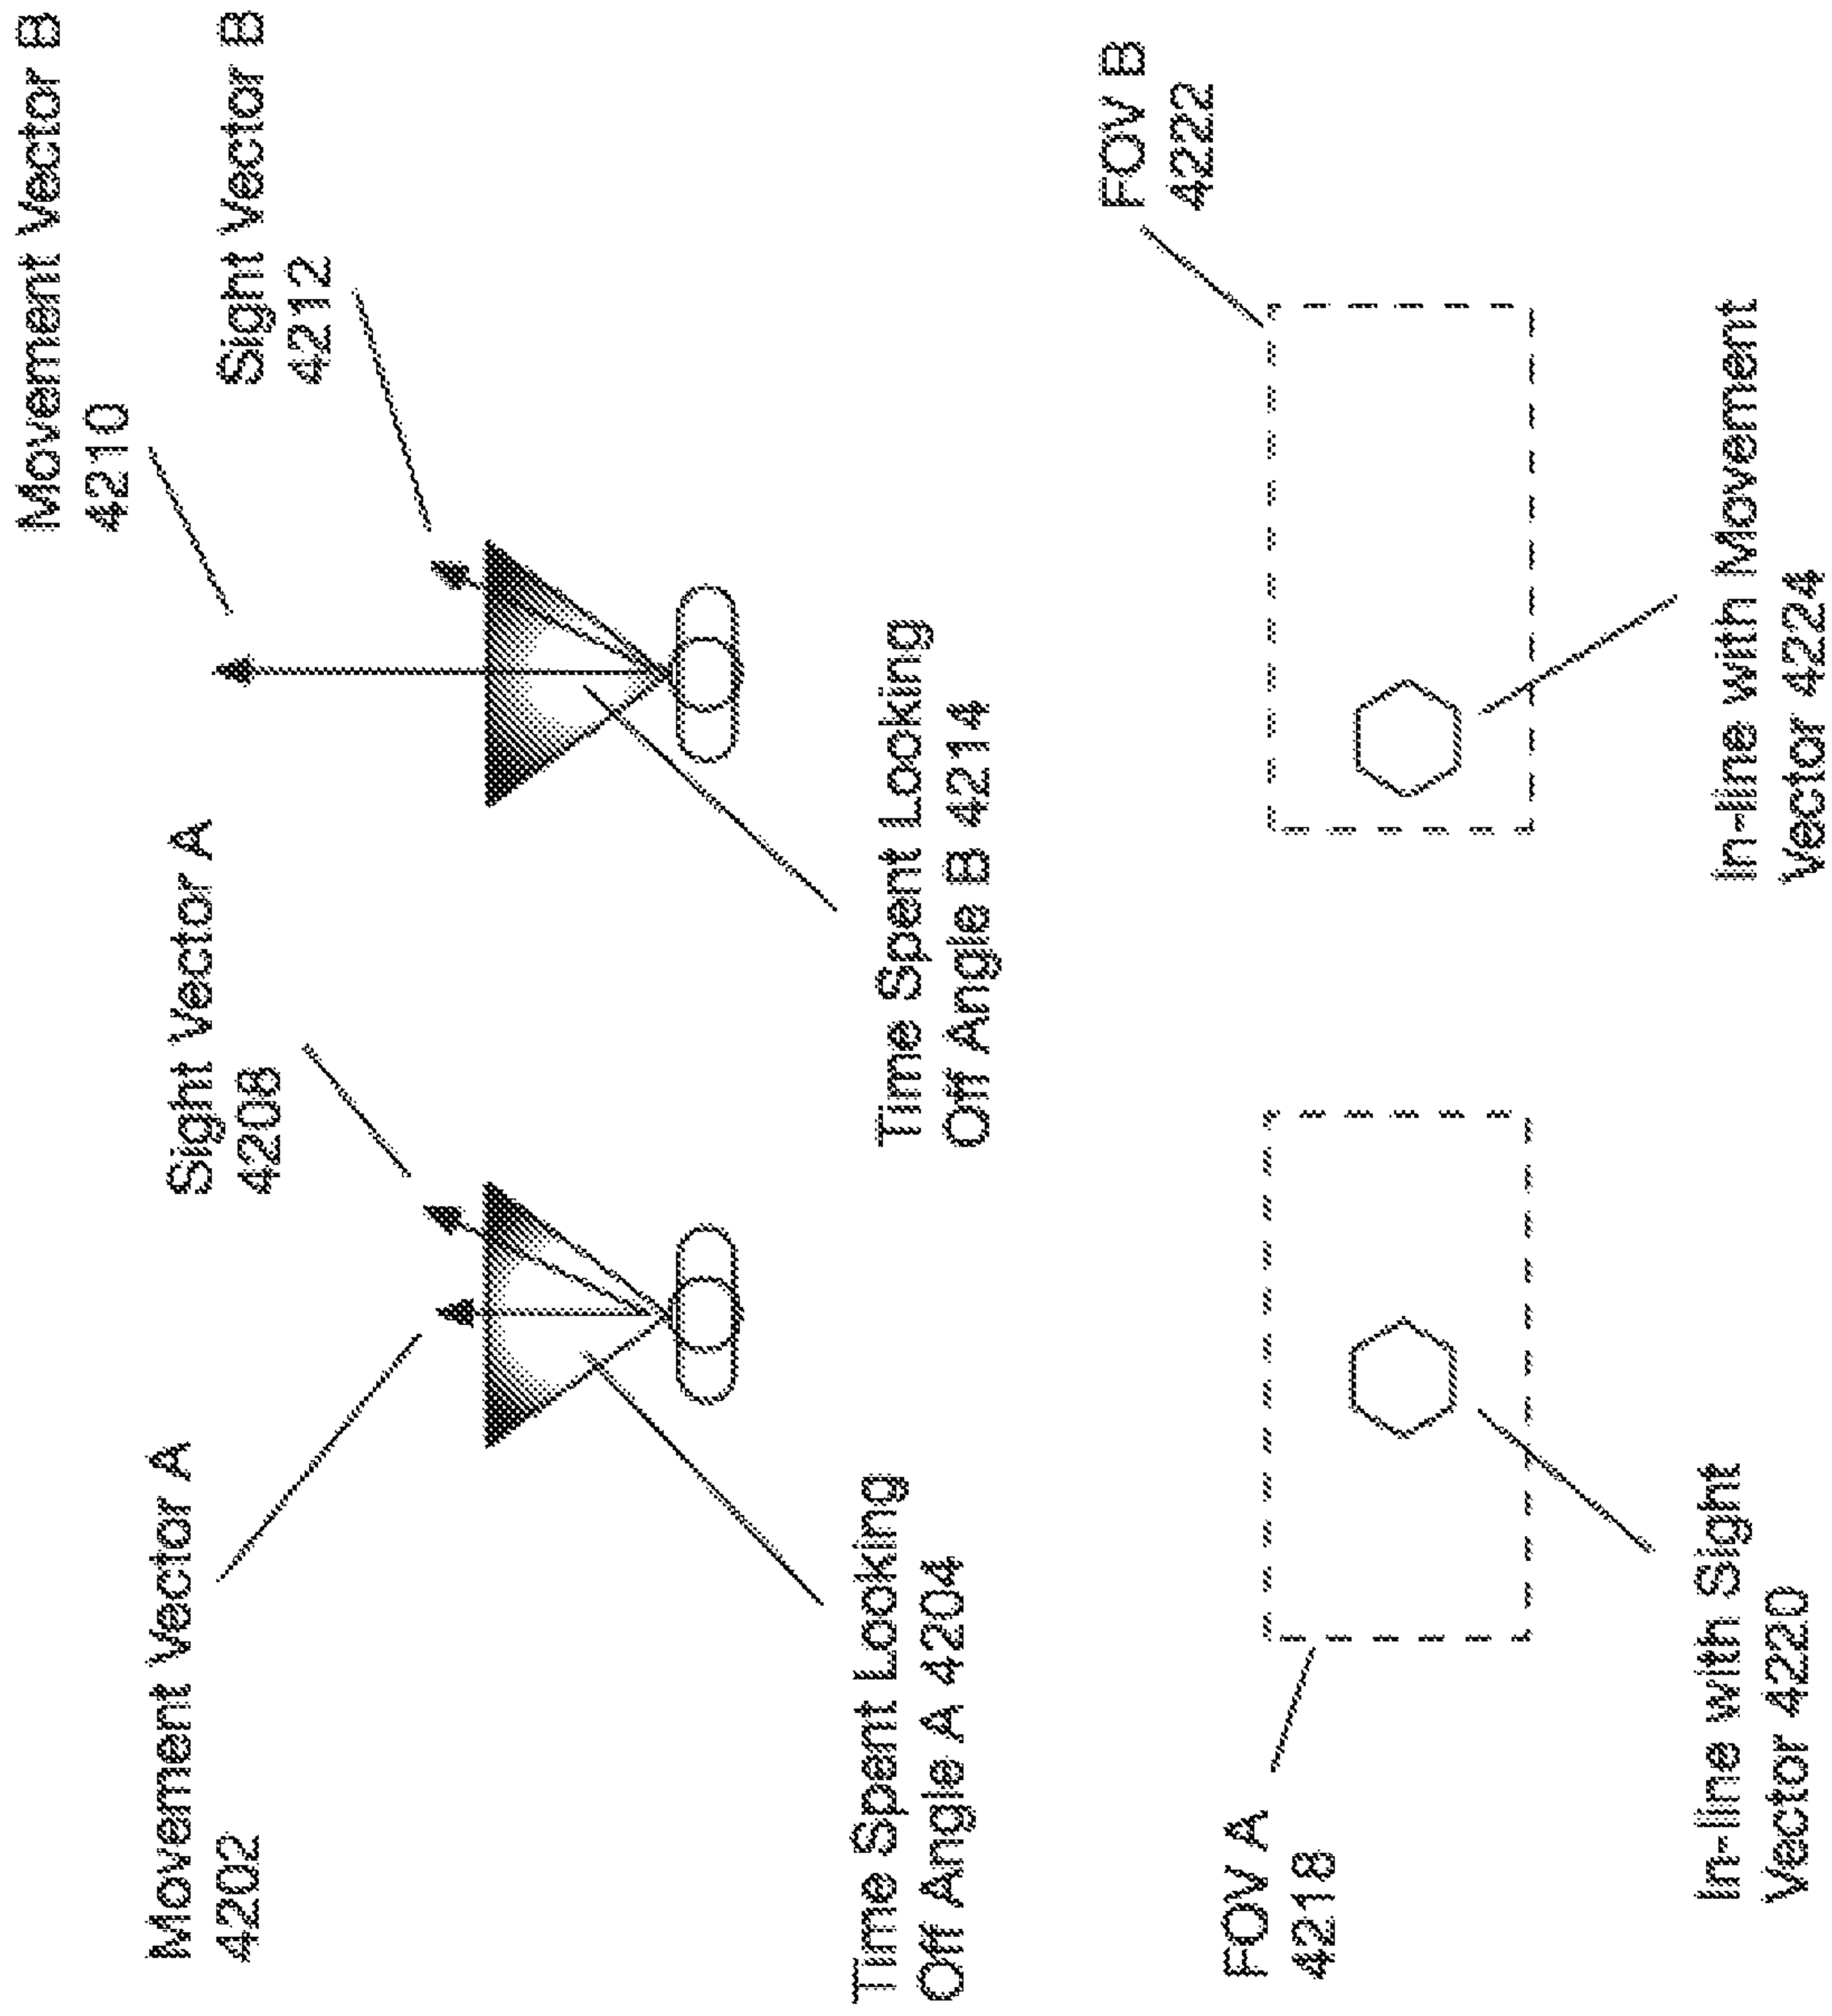 Movement Vector A
4202
Sight Vector A
4208
Movement Vector B
4210
Sight Vector B
4212
Time Spent Looking
Off Angle A 4204
Time Spent Looking
Off Angle B 4214
FOV A
4218
FOV B
4222
In-line with Sight
Vector 4220
In-line with Movement
Vector 4224